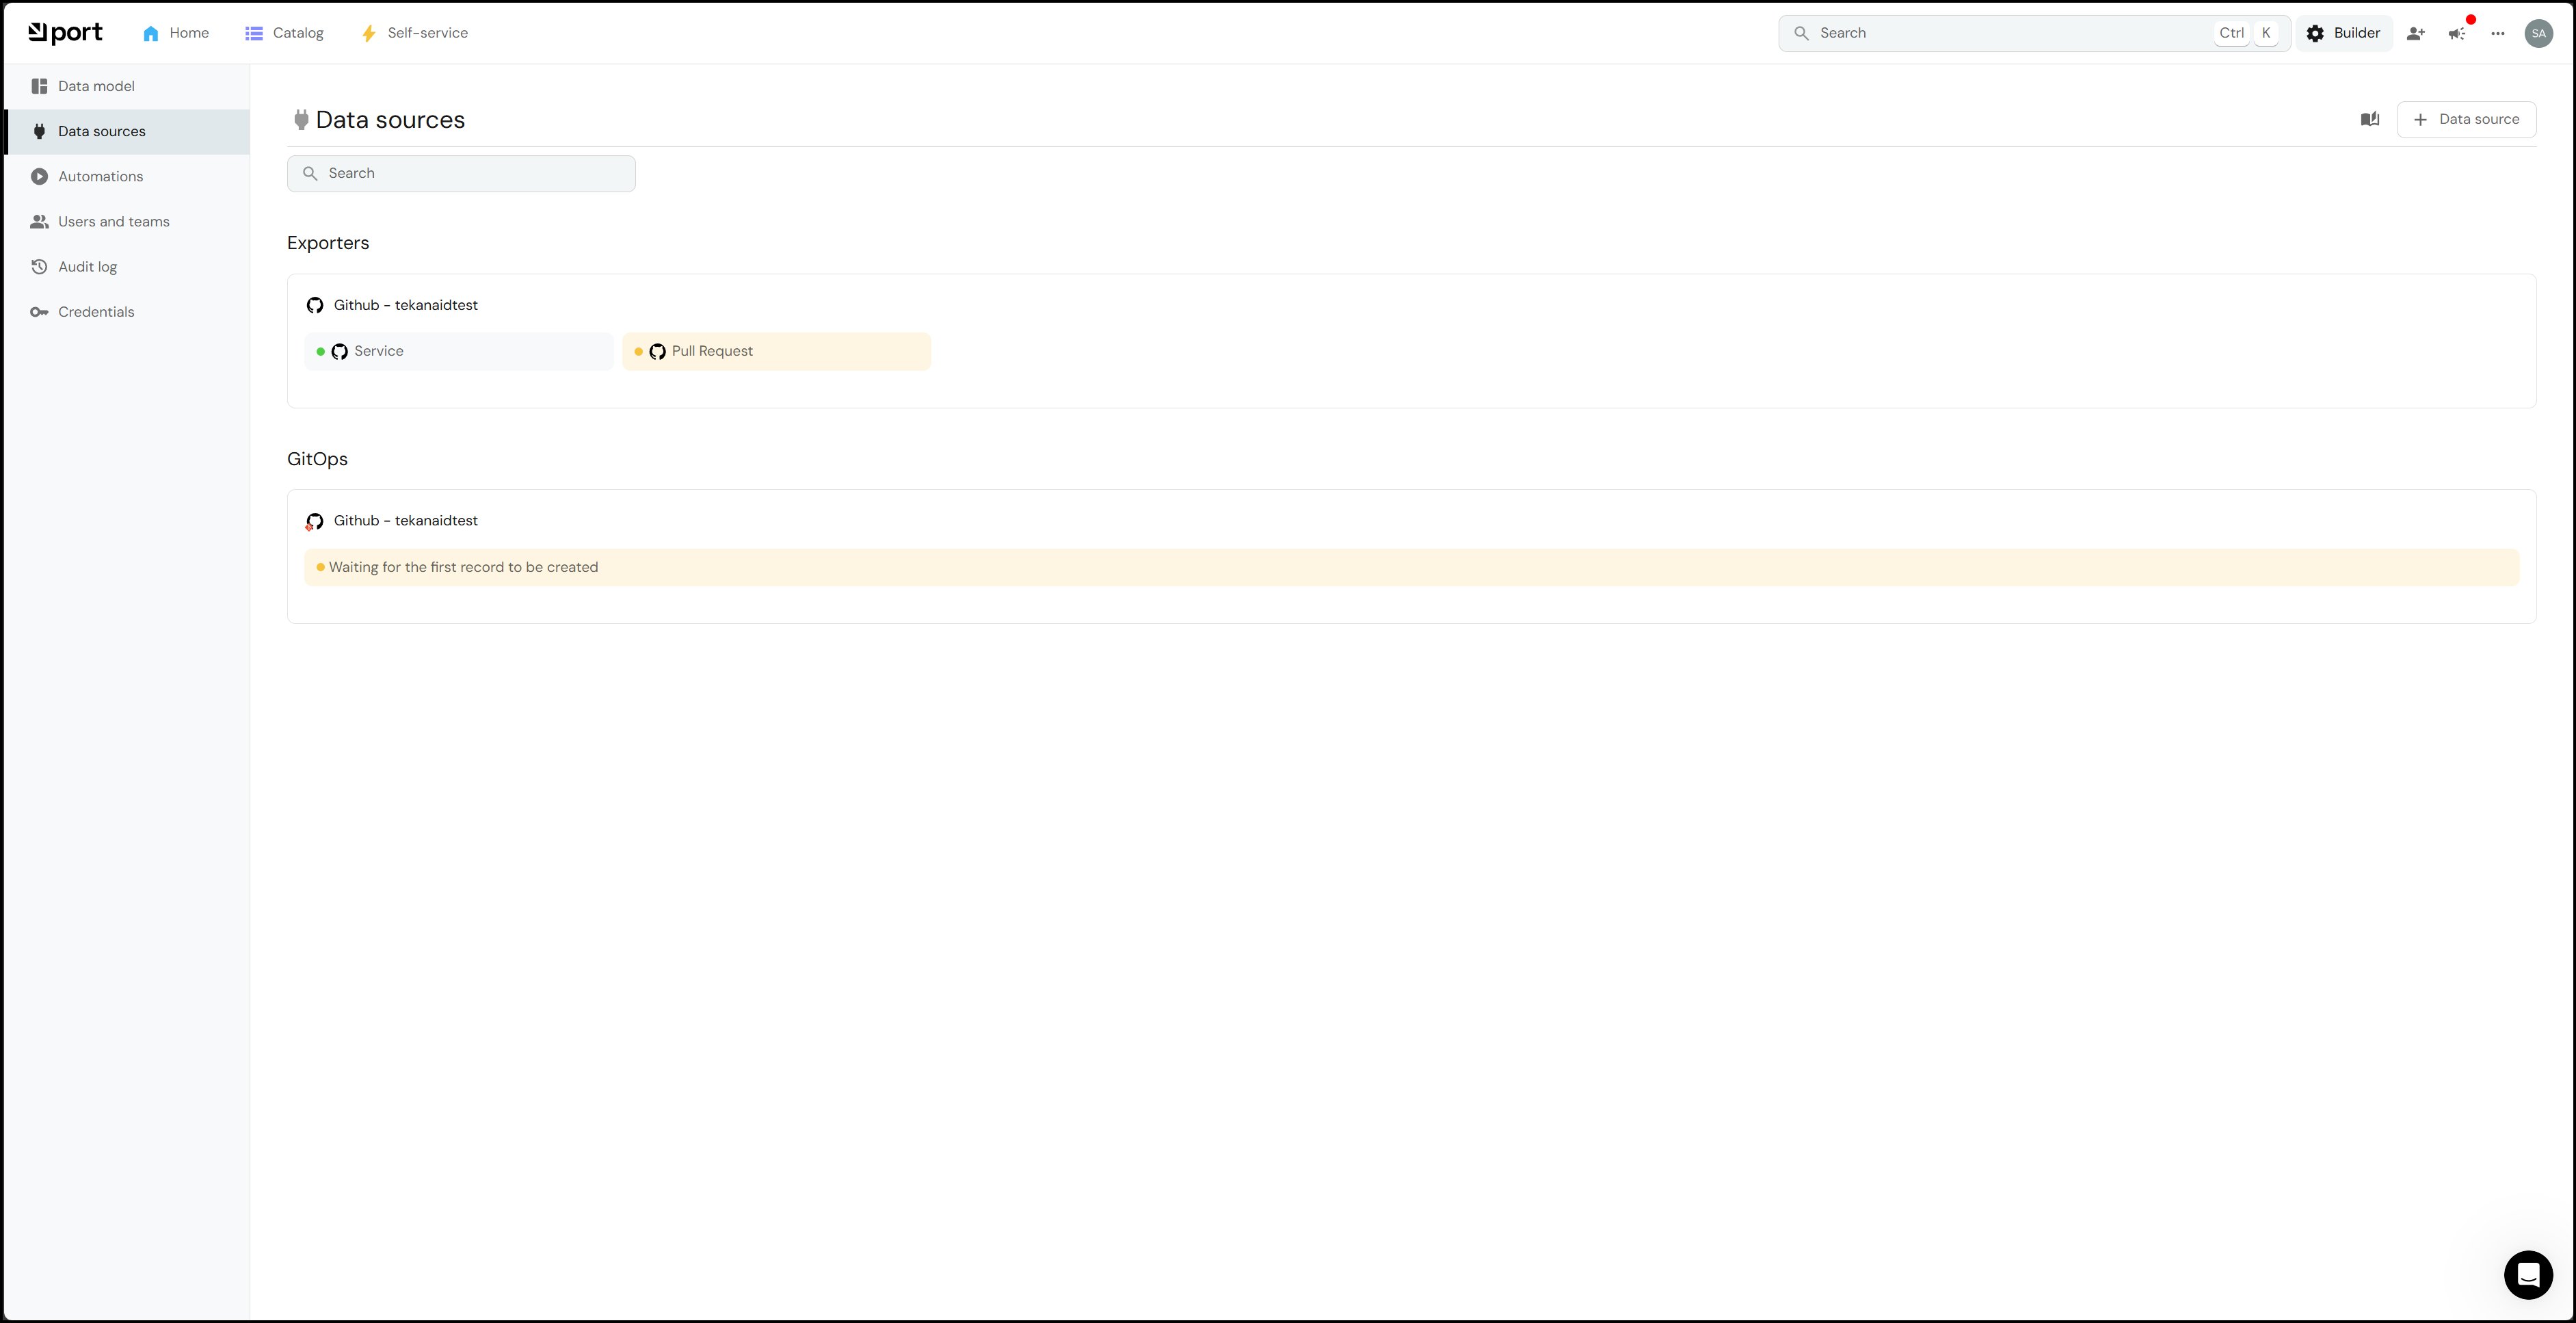 port
Home
Catalog
Self-service
Search
Ctrl
K
Builder
SA
Data model
Data sources
Automations
Users and teams
Audit log
Credentials
Data sources
Data source
Search
Exporters
Github - tekanaidtest
Service
Pull Request
GitOps
Github - tekanaidtest
Waiting for the first record to be created